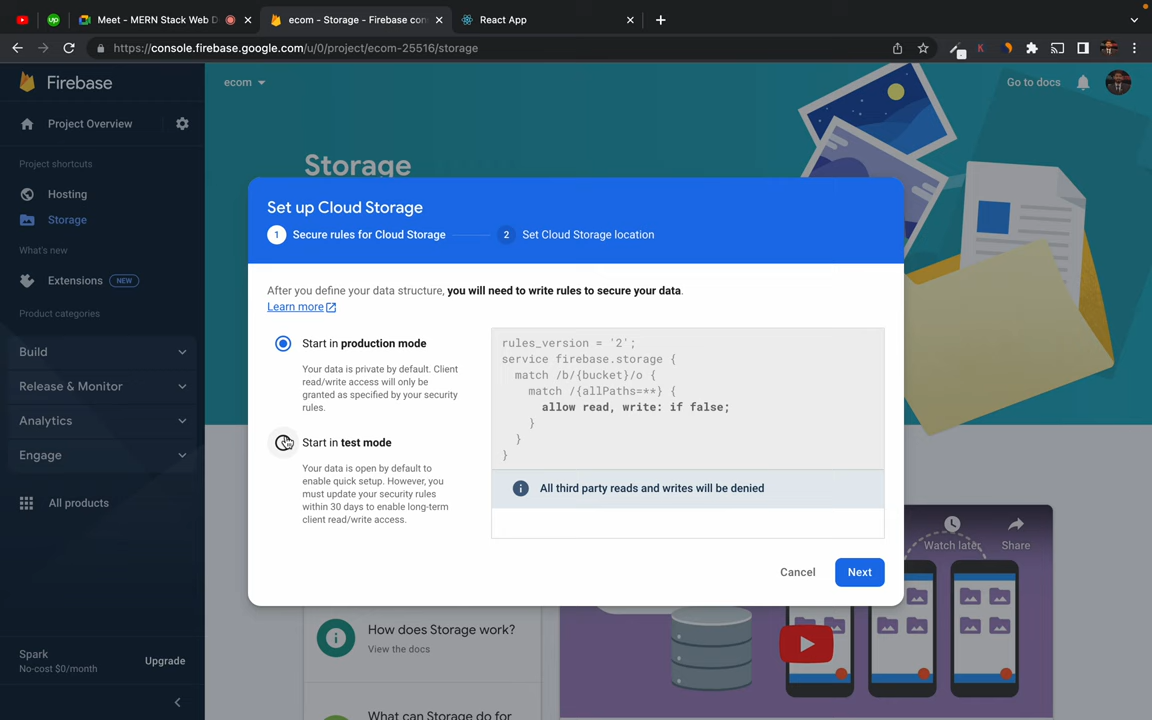 Meet - MERN Stack Web D
ecom - Storage - Firebase con
React App
https://console.firebase.google.com/u/0/project/ecom-25516/storage
Firebase
ecom
Go to docs
Project Overview
Project shortcuts
Hosting
Storage
What's new
Extensions NEW
Product categories
Build
Release & Monitor
Analytics
Engage
All products
Spark
No-cost $0/month
Upgrade
Storage
Set up Cloud Storage
1 Secure rules for Cloud Storage
2 Set Cloud Storage location
After you define your data structure, you will need to write rules to secure your data.
Learn more
Start in production mode
Your data is private by default. Client
read/write access will only be
granted as specified by your security
rules.
Start in test mode
Your data is open by default to
enable quick setup. However, you
must update your security rules
within 30 days to enable long-term
client read/write access.
rules_version = '2';
service firebase.storage {
match /b/{bucket}/o {
match /{allPaths=**} {
allow read, write: if false;
}
}
}
All third party reads and writes will be denied
Cancel
Next
Watch later
Share
How does Storage work?
View the docs
What can Storage do for